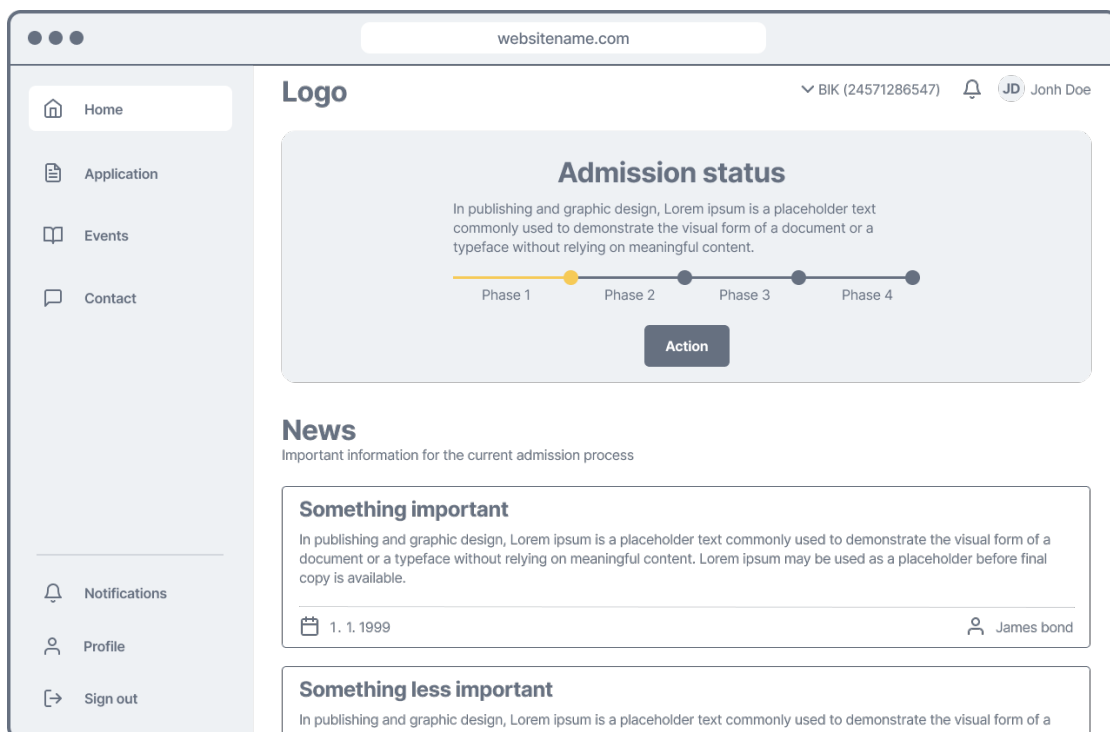 websitename.com
Home
Application
Events
Contact
Notifications
Profile
Sign out
Logo
BIK (24571286547)
JD
Jonh Doe
Admission status
In publishing and graphic design, Lorem ipsum is a placeholder text
commonly used to demonstrate the visual form of a document or a
typeface without relying on meaningful content.
Phase 1 Phase 2 Phase 3 Phase 4
Action
News
Important information for the current admission process
Something important
In publishing and graphic design, Lorem ipsum is a placeholder text commonly used to demonstrate the visual form of a
document or a typeface without relying on meaningful content. Lorem ipsum may be used as a placeholder before final
copy is available.
1. 1. 1999
James bond
Something less important
In publishing and graphic design, Lorem ipsum is a placeholder text commonly used to demonstrate the visual form of a